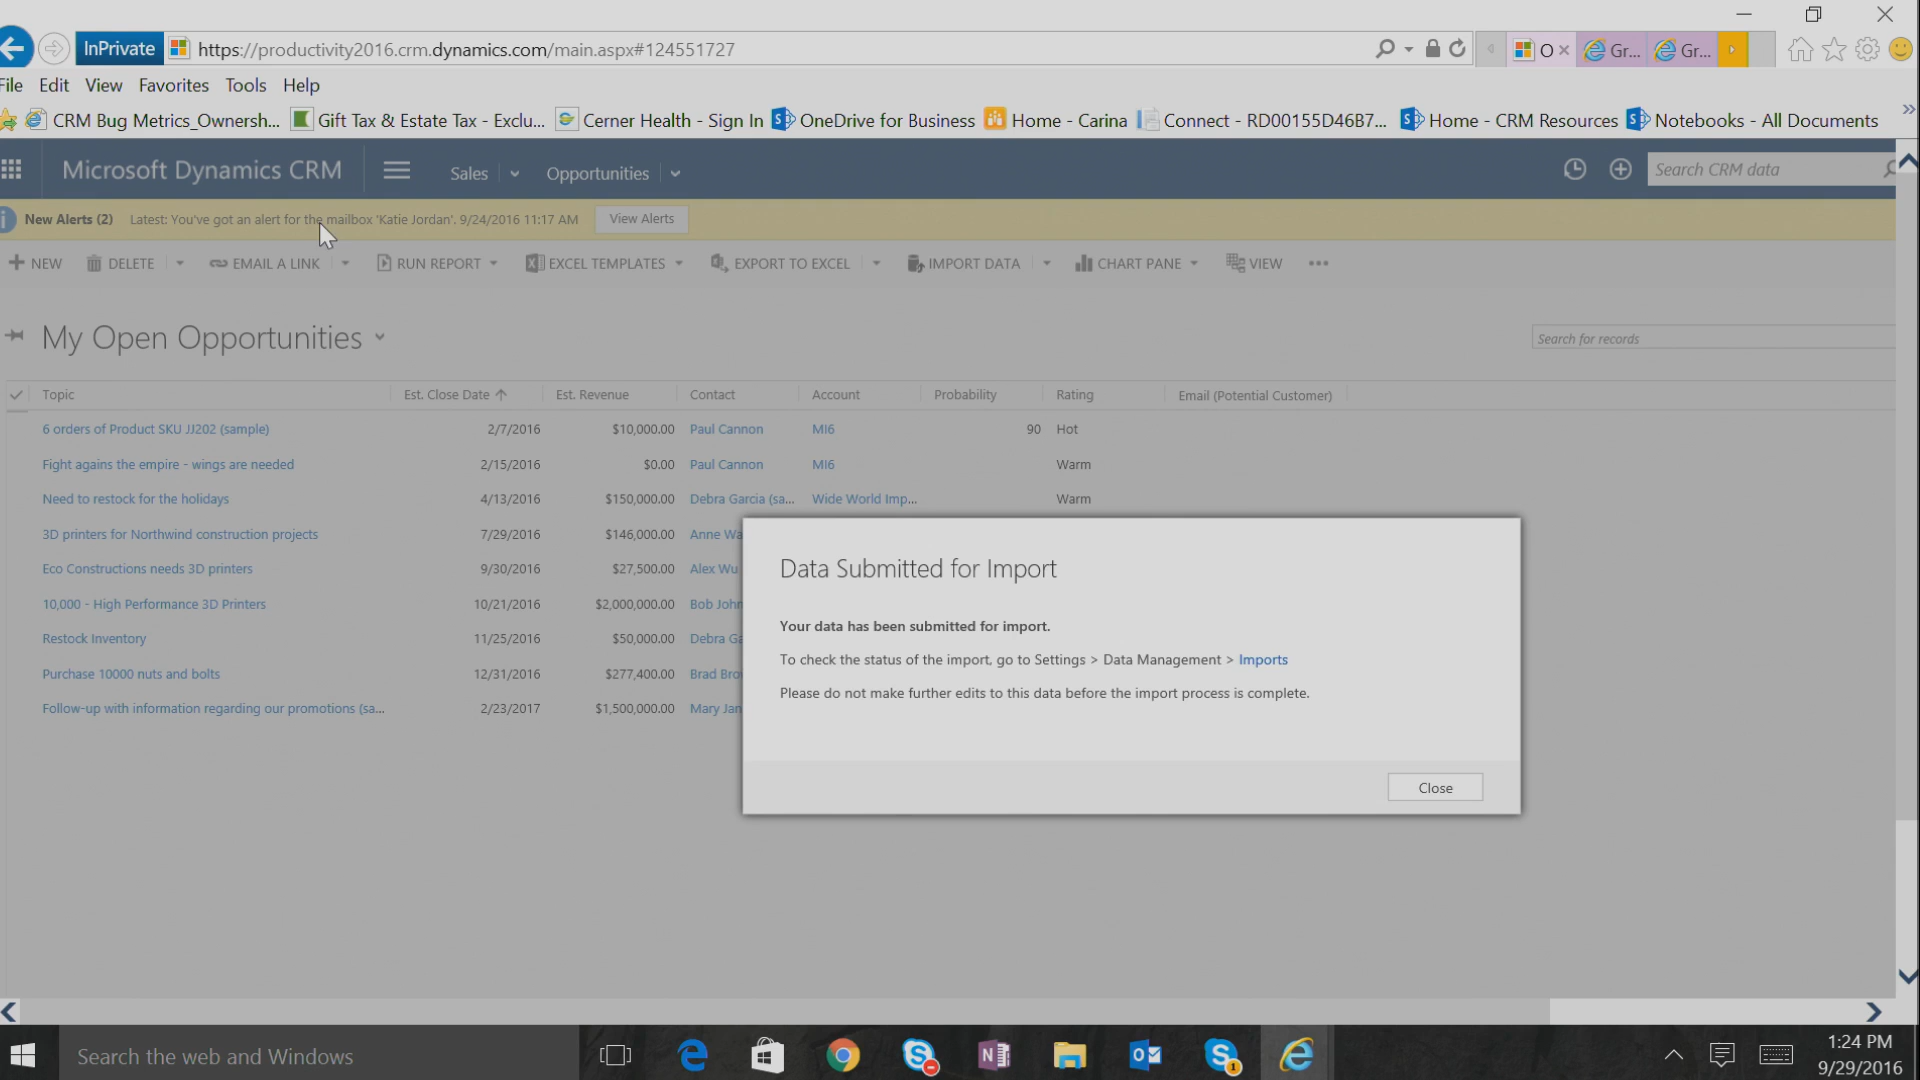 InPrivate https://productivity2016.crm.dynamics.com/main.aspx#124551727 O Gr... Gr...
File Edit View Favorites Tools Help
CRM Bug Metrics_Ownersh... Gift Tax & Estate Tax - Exclu... Cerner Health - Sign In OneDrive for Business Home - Carina Connect - RD00155D46B7... Home - CRM Resources Notebooks - All Documents
Microsoft Dynamics CRM Sales Opportunities Search CRM data
New Alerts (2) Latest: You've got an alert for the mailbox 'Katie Jordan'. 9/24/2016 11:17 AM View Alerts
NEW DELETE EMAIL A LINK RUN REPORT EXCEL TEMPLATES EXPORT TO EXCEL IMPORT DATA CHART PANE VIEW
My Open Opportunities Search for records
Topic Est. Close Date Est. Revenue Contact Account Probability Rating Email (Potential Customer)
6 orders of Product SKU JJ202 (sample) 2/7/2016 $10,000.00 Paul Cannon MI6 90 Hot
Fight agains the empire - wings are needed 2/15/2016 $0.00 Paul Cannon MI6 Warm
Need to restock for the holidays 4/13/2016 $150,000.00 Debra Garcia (sa... Wide World Imp... Warm
3D printers for Northwind construction projects 7/29/2016 $146,000.00 Anne Wa
Eco Constructions needs 3D printers 9/30/2016 $27,500.00 Alex Wu
10,000 - High Performance 3D Printers 10/21/2016 $2,000,000.00 Bob John
Restock Inventory 11/25/2016 $50,000.00 Debra Ga
Purchase 10000 nuts and bolts 12/31/2016 $277,400.00 Brad Bro
Follow-up with information regarding our promotions (sa... 2/23/2017 $1,500,000.00 Mary Jan
Data Submitted for Import
Your data has been submitted for import.
To check the status of the import, go to Settings > Data Management > Imports
Please do not make further edits to this data before the import process is complete.
Close
Search the web and Windows
1:24 PM
9/29/2016